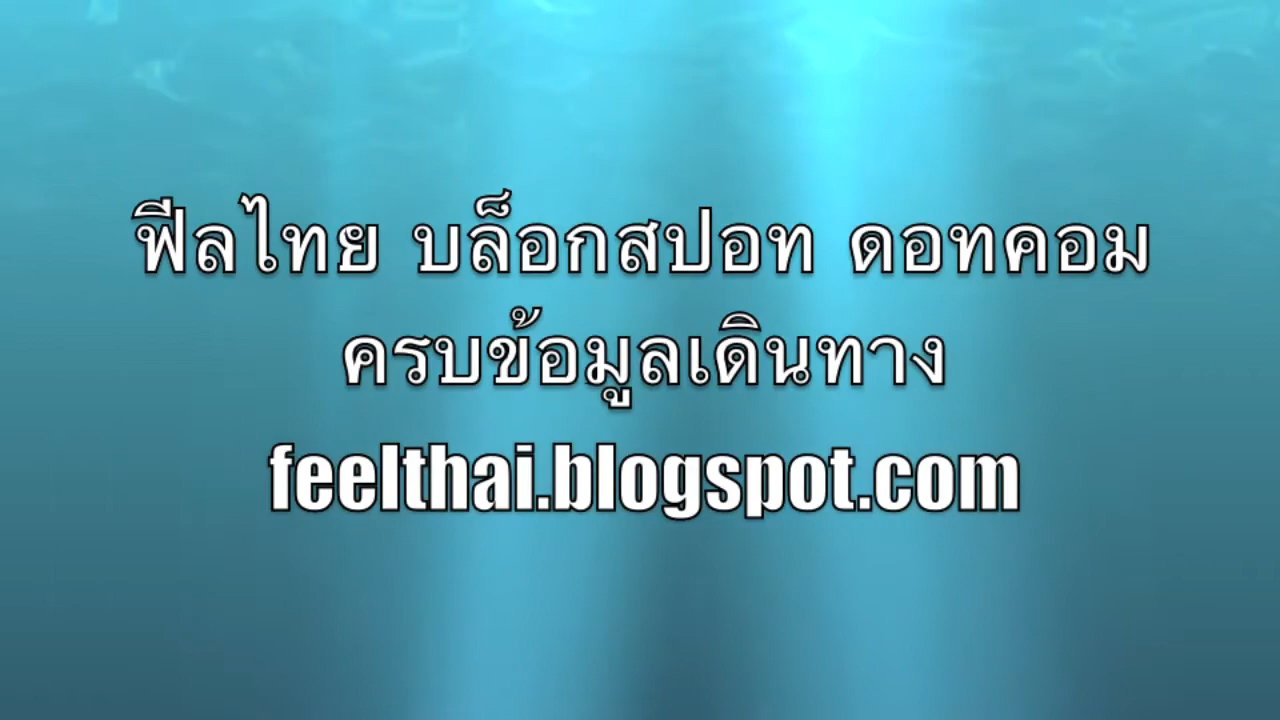 ฟีลไทย บล็อกสปอท ดอทคอม
ครบข้อมูลเดินทาง
feelthai.blogspot.com